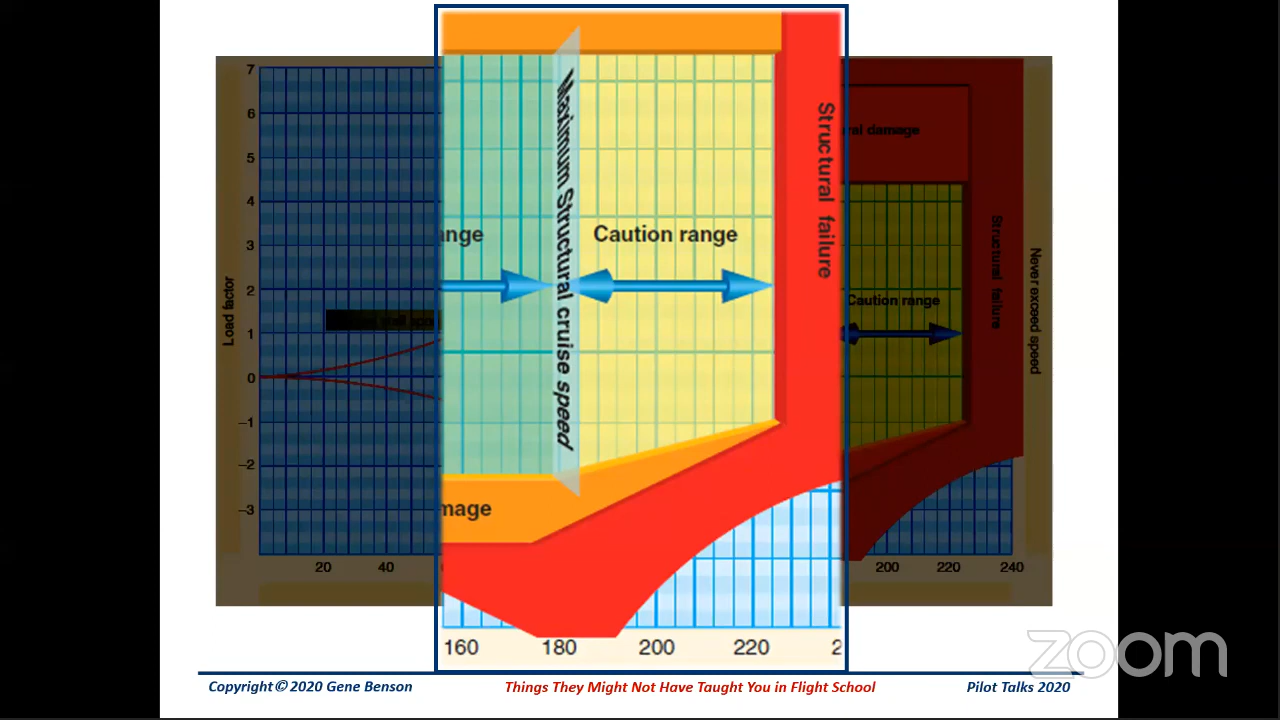 7
6
5
4
3
2
1
0
–1
–2
–3
Load factor
20
40
ange
Maximum Structural cruise speed
Caution range
Structural failure
mage
160
180
200
220
2
ral damage
Caution range
Structural failure
Never exceed speed
200
220
240
zoom
Copyright © 2020 Gene Benson
Things They Might Not Have Taught You in Flight School
Pilot Talks 2020